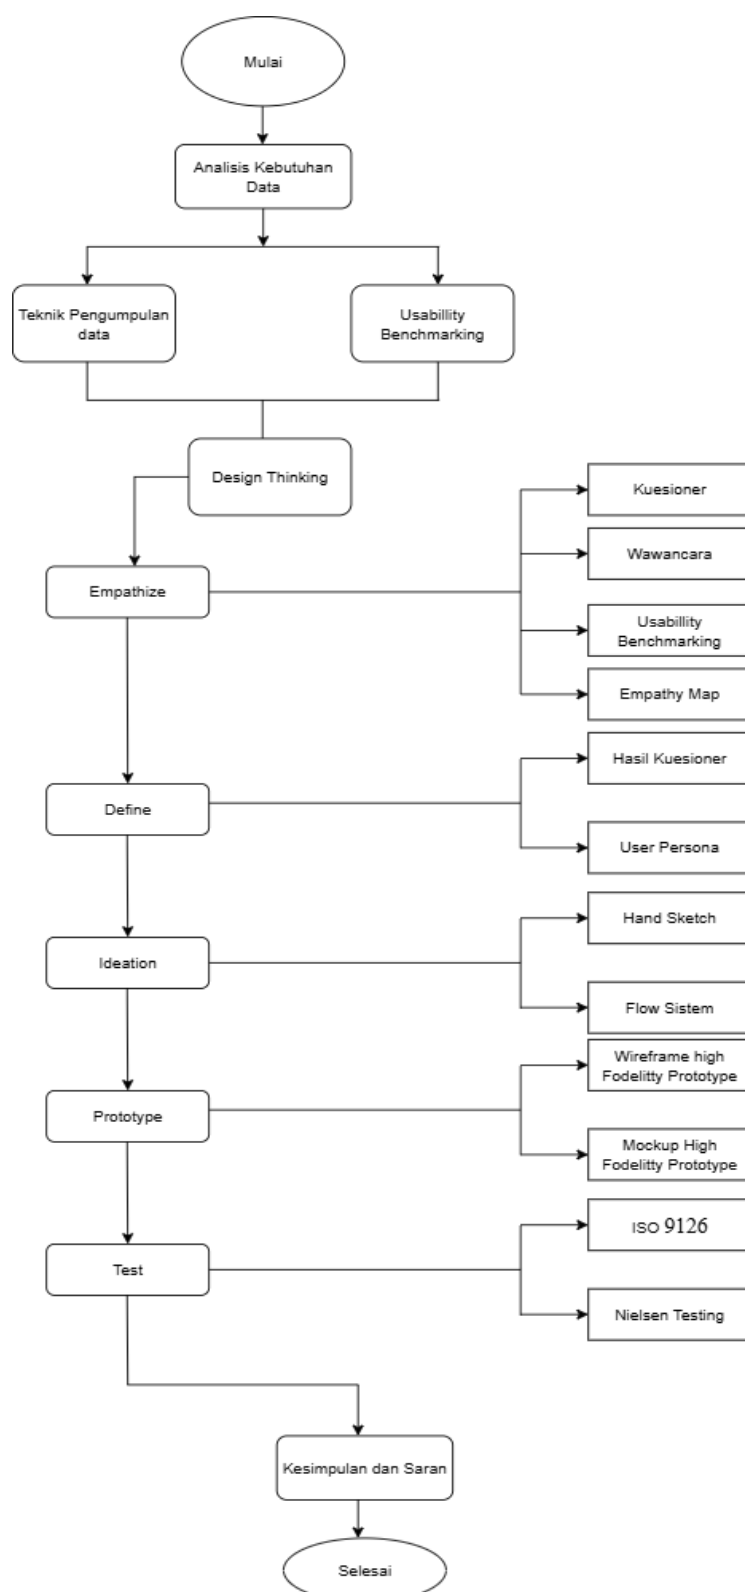 Mulai
Analisis Kebutuhan
Data
Teknik Pengumpulan
data
Usabillity
Benchmarking
Design Thinking
Kuesioner
Wawancara
Empathize
Usabillity
Benchmarking
Empathy Map
Hasil Kuesioner
Define
User Persona
Hand Sketch
Ideation
Flow Sistem
Wireframe high
Fodelitty Prototype
Prototype
Mockup High
Fodelitty Prototype
ISO 9126
Test
Nielsen Testing
Kesimpulan dan Saran
Selesai